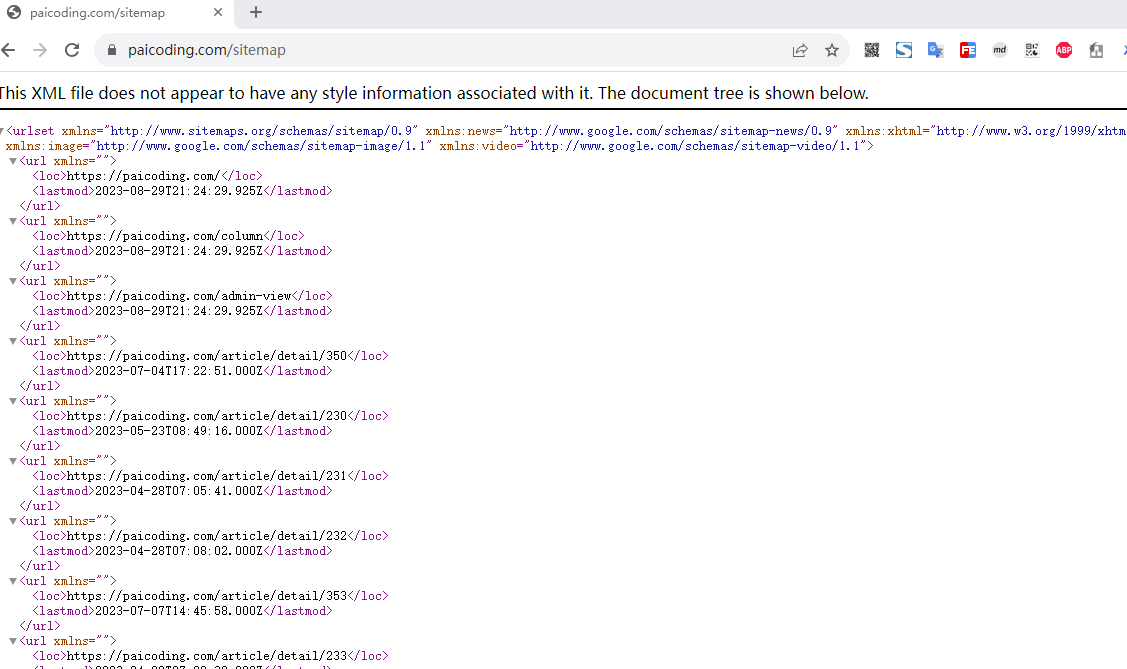 paicoding.com/sitemap
paicoding.com/sitemap
This XML file does not appear to have any style information associated with it. The document tree is shown below.
<urlset xmlns="http://www.sitemaps.org/schemas/sitemap/0.9" xmlns:news="http://www.google.com/schemas/sitemap-news/0.9" xmlns:xhtml="http://www.w3.org/1999/xhtm
xmlns:image="http://www.google.com/schemas/sitemap-image/1.1" xmlns:video="http://www.google.com/schemas/sitemap-video/1.1">
<url xmlns="">
<loc>https://paicoding.com/</loc>
<lastmod>2023-08-29T21:24:29.925Z</lastmod>
</url>
<url xmlns="">
<loc>https://paicoding.com/column</loc>
<lastmod>2023-08-29T21:24:29.925Z</lastmod>
</url>
<url xmlns="">
<loc>https://paicoding.com/admin-view</loc>
<lastmod>2023-08-29T21:24:29.925Z</lastmod>
</url>
<url xmlns="">
<loc>https://paicoding.com/article/detail/350</loc>
<lastmod>2023-07-04T17:22:51.000Z</lastmod>
</url>
<url xmlns="">
<loc>https://paicoding.com/article/detail/230</loc>
<lastmod>2023-05-23T08:49:16.000Z</lastmod>
</url>
<url xmlns="">
<loc>https://paicoding.com/article/detail/231</loc>
<lastmod>2023-04-28T07:05:41.000Z</lastmod>
</url>
<url xmlns="">
<loc>https://paicoding.com/article/detail/232</loc>
<lastmod>2023-04-28T07:08:02.000Z</lastmod>
</url>
<url xmlns="">
<loc>https://paicoding.com/article/detail/353</loc>
<lastmod>2023-07-07T14:45:58.000Z</lastmod>
</url>
<url xmlns="">
<loc>https://paicoding.com/article/detail/233</loc>